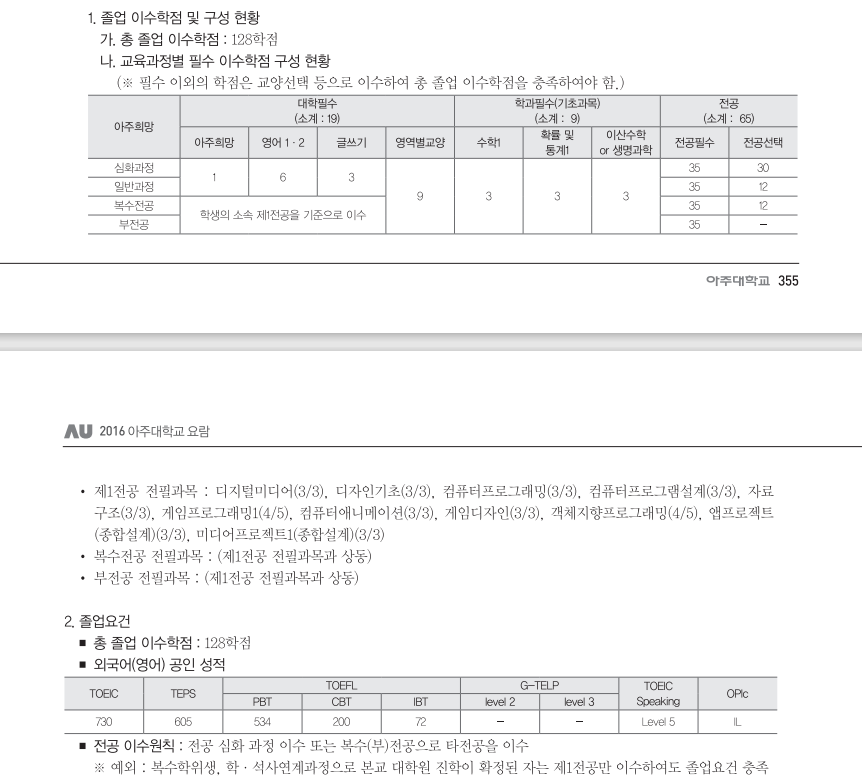 1. 졸업 이수학점 및 구성 현황
가. 총 졸업 이수학점 : 128학점
나. 교육과정별 필수 이수학점 구성 현황
(※ 필수 이외의 학점은 교양선택 등으로 이수하여 총 졸업 이수학점을 충족하여야 함.)
아주희망 대학필수 (소계 : 19) 학과필수(기초과목) (소계 : 9) 전공 (소계 : 65)
아주희망 영어 1 · 2 글쓰기 영역별교양 수학1 확률 및 통계1 이산수학 or 생명과학 전공필수 전공선택
심화과정 1 6 3 9 3 3 3 35 30
일반과정 35 12
복수전공 학생의 소속 제1전공을 기준으로 이수 35 12
부전공 35 –
아주대학교 355
AU 2016 아주대학교 요람
• 제1전공 전필과목 : 디지털미디어(3/3), 디자인기초(3/3), 컴퓨터프로그래밍(3/3), 컴퓨터프로그램설계(3/3), 자료
구조(3/3), 게임프로그래밍1(4/5), 컴퓨터애니메이션(3/3), 게임디자인(3/3), 객체지향프로그래밍(4/5), 앱프로젝트
(종합설계)(3/3), 미디어프로젝트1(종합설계)(3/3)
• 복수전공 전필과목 : (제1전공 전필과목과 상동)
• 부전공 전필과목 : (제1전공 전필과목과 상동)
2. 졸업요건
■ 총 졸업 이수학점 : 128학점
■ 외국어(영어) 공인 성적
TOEIC TEPS TOEFL G-TELP TOEIC Speaking OPIc
PBT CBT IBT level 2 level 3
730 605 534 200 72 – – Level 5 IL
■ 전공 이수원칙 : 전공 심화 과정 이수 또는 복수(부)전공으로 타전공을 이수
※ 예외 : 복수학위생, 학 · 석사연계과정으로 본교 대학원 진학이 확정된 자는 제1전공만 이수하여도 졸업요건 충족